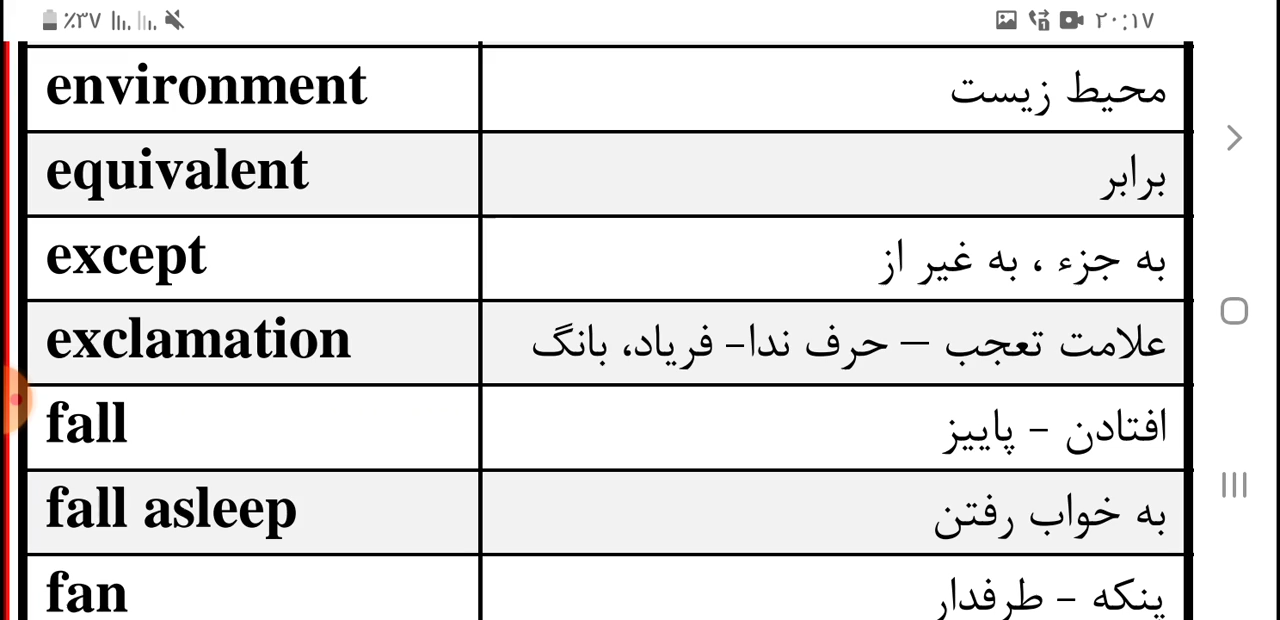 ٪۳۷ ۲۰:۱۷
environment محیط زیست
equivalent برابر
except به جزء ، به غیر از
exclamation علامت تعجب – حرف ندا– فریاد، بانگ
fall افتادن – پاییز
fall asleep به خواب رفتن
fan پنکه – طرفدار